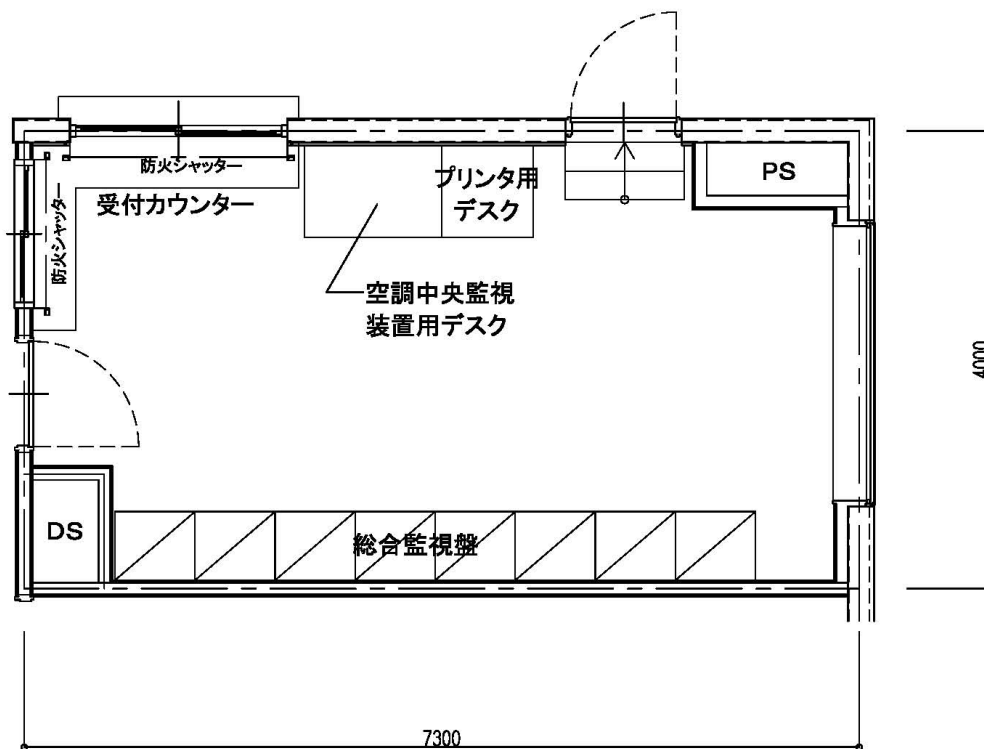 防火シャッター
受付カウンター
防火シャッター
プリンタ用
デスク
PS
空調中央監視
装置用デスク
4000
DS
総合監視盤
7300